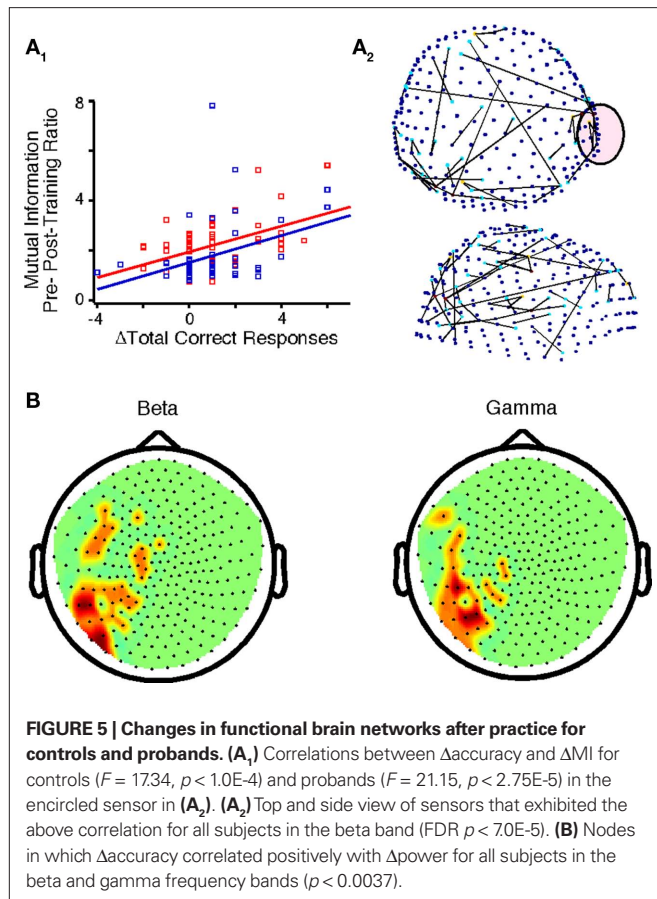 A1
A2
8
4
0
Mutual Information
Pre- Post-Training Ratio
-4
0
4
ΔTotal Correct Responses
B
Beta
Gamma
FIGURE 5 | Changes in functional brain networks after practice for
controls and probands. (A1) Correlations between Δaccuracy and ΔMI for
controls (F = 17.34, p < 1.0E-4) and probands (F = 21.15, p < 2.75E-5) in the
encircled sensor in (A2). (A2) Top and side view of sensors that exhibited the
above correlation for all subjects in the beta band (FDR p < 7.0E-5). (B) Nodes
in which Δaccuracy correlated positively with Δpower for all subjects in the
beta and gamma frequency bands (p < 0.0037).